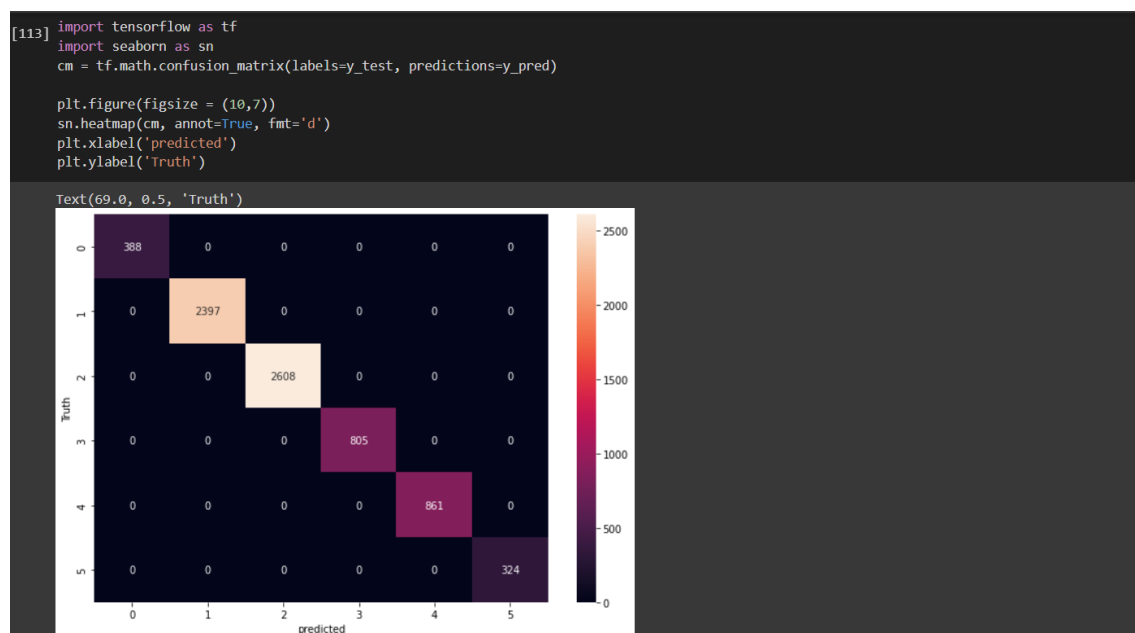 [113] import tensorflow as tf
import seaborn as sn
cm = tf.math.confusion_matrix(labels=y_test, predictions=y_pred)
plt.figure(figsize = (10,7))
sn.heatmap(cm, annot=True, fmt='d')
plt.xlabel('predicted')
plt.ylabel('Truth')
Text(69.0, 0.5, 'Truth')
0 388 0 0 0 0 0
1 0 2397 0 0 0 0
2 0 0 2608 0 0 0
3 0 0 0 805 0 0
4 0 0 0 0 861 0
5 0 0 0 0 0 324
Truth
0 1 2 3 4 5
predicted
2500
2000
1500
1000
500
0